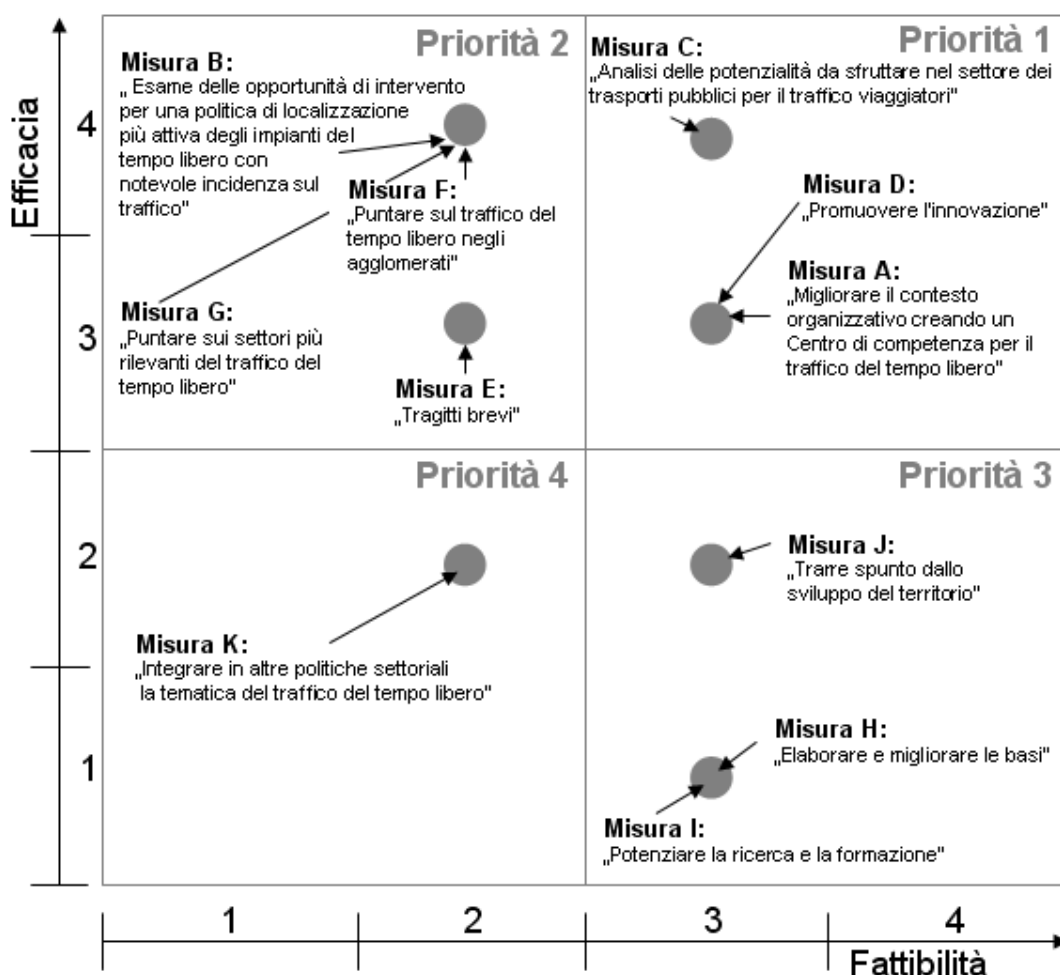 Efficacia
4
3
2
1
Priorità 2
Misura B:
„ Esame delle opportunità di intervento
per una politica di localizzazione
più attiva degli impianti del
tempo libero con
notevole incidenza sul
traffico"
Misura F:
„Puntare sul traffico del
tempo libero negli
agglomerati"
Misura G:
„Puntare sui settori più
rilevanti del traffico del
tempo libero"
Misura E:
„Tragitti brevi"
Priorità 1
Misura C:
„Analisi delle potenzialità da sfruttare nel settore dei
trasporti pubblici per il traffico viaggiatori"
Misura D:
„Promuovere l'innovazione"
Misura A:
„Migliorare il contesto
organizzativo creando un
Centro di competenza per il
traffico del tempo libero"
Priorità 4
Misura K:
„Integrare in altre politiche settoriali
la tematica del traffico del tempo libero"
Priorità 3
Misura J:
„Trarre spunto dallo
sviluppo del territorio"
Misura H:
„Elaborare e migliorare le basi"
Misura I:
„Potenziare la ricerca e la formazione"
1 2 3 4
Fattibilità